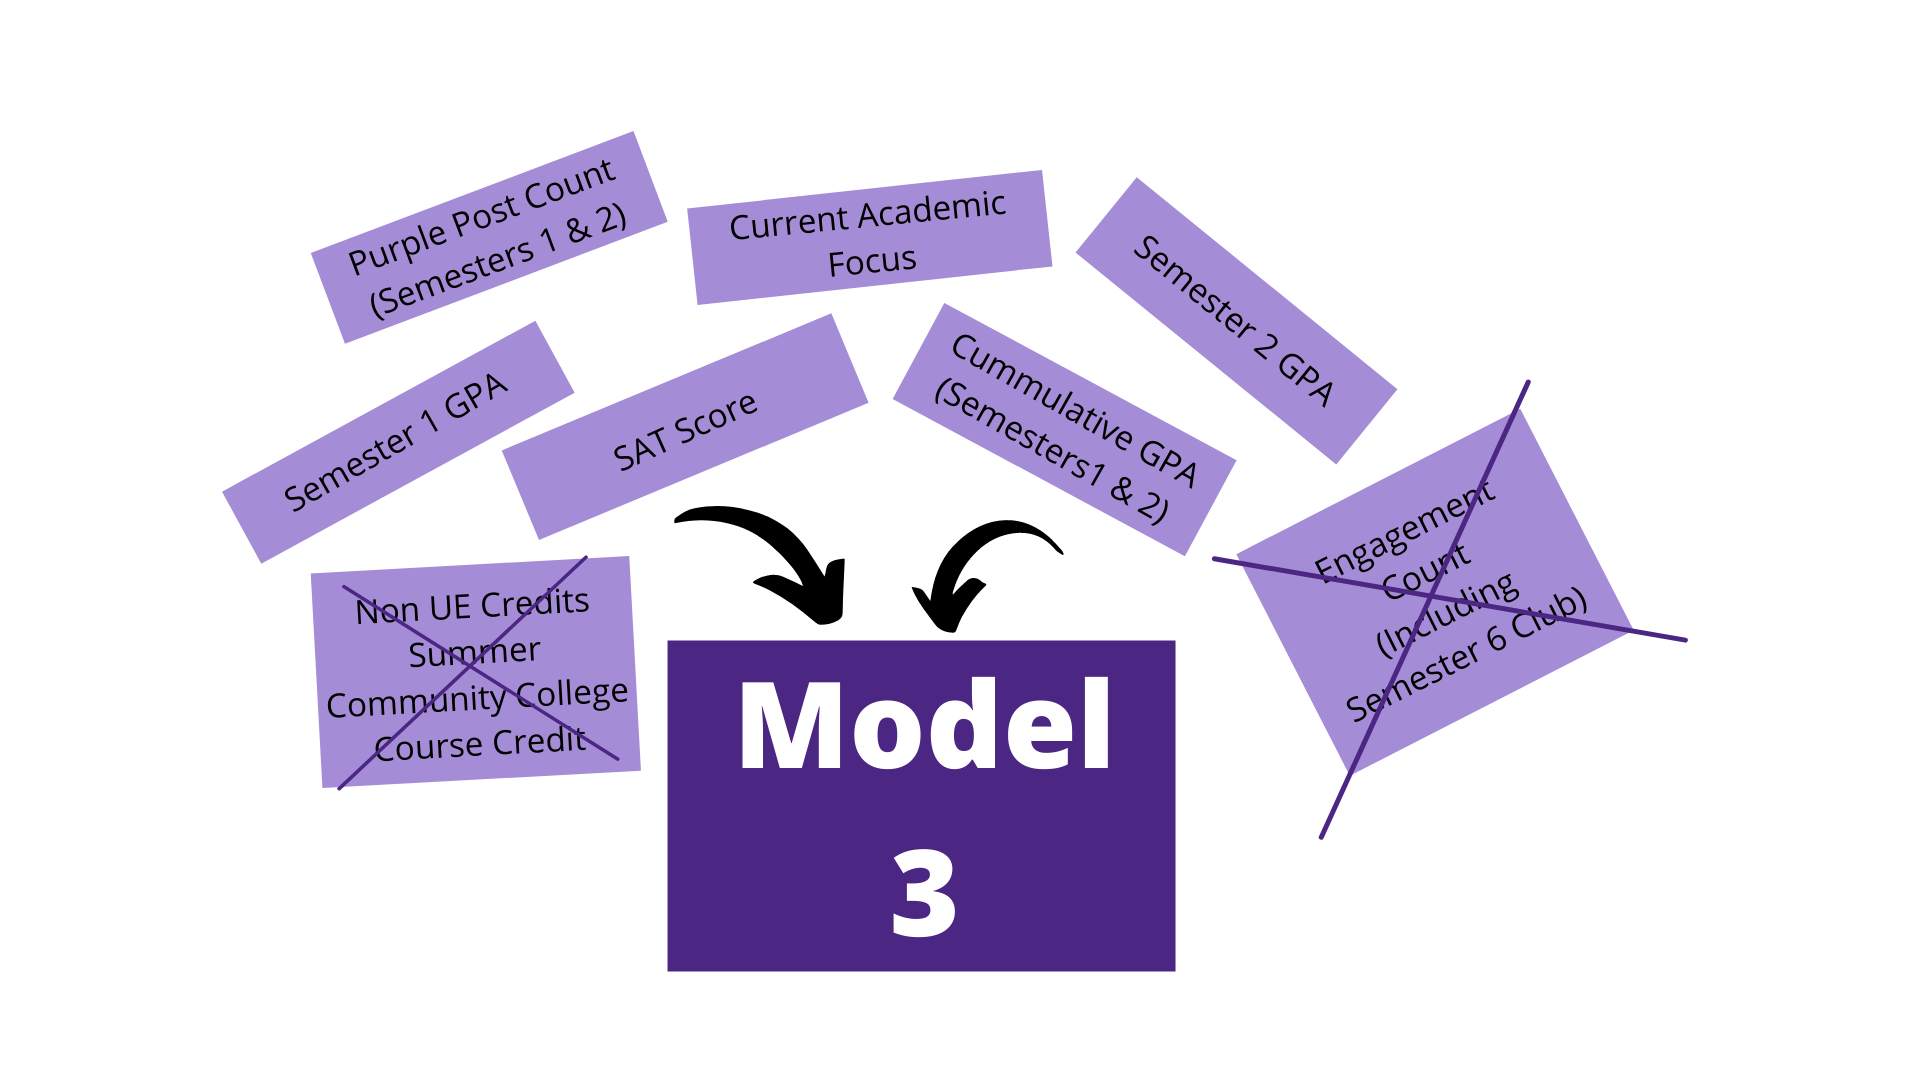 Purple Post Count
(Semesters 1 & 2)
Current Academic
Focus
Semester 2 GPA
Semester 1 GPA
SAT Score
Cummulative GPA
(Semesters1 & 2)
Engagement
Count
(Including
Semester 6 Club)
Non UE Credits
Summer
Community College
Course Credit
Model
3